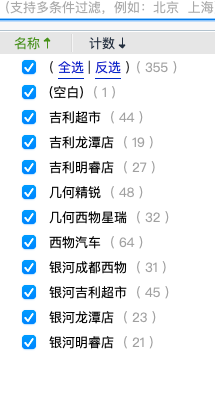 (支持多条件过滤，例如：北京 上海
名称↑ 计数↓
( 全选 | 反选 ) ( 355 )
(空白) ( 1 )
吉利超市 ( 44 )
吉利龙潭店 ( 19 )
吉利明睿店 ( 27 )
几何精锐 ( 48 )
几何西物星瑞 ( 32 )
西物汽车 ( 64 )
银河成都西物 ( 31 )
银河吉利超市 ( 45 )
银河龙潭店 ( 23 )
银河明睿店 ( 21 )